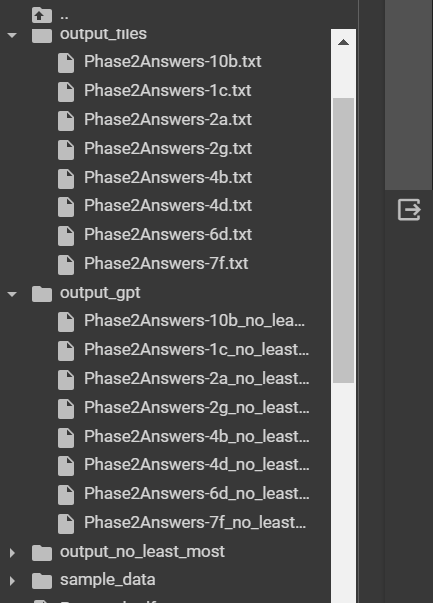 ..
output_files
Phase2Answers-10b.txt
Phase2Answers-1c.txt
Phase2Answers-2a.txt
Phase2Answers-2g.txt
Phase2Answers-4b.txt
Phase2Answers-4d.txt
Phase2Answers-6d.txt
Phase2Answers-7f.txt
output_gpt
Phase2Answers-10b_no_lea...
Phase2Answers-1c_no_least...
Phase2Answers-2a_no_least...
Phase2Answers-2g_no_least...
Phase2Answers-4b_no_least...
Phase2Answers-4d_no_least...
Phase2Answers-6d_no_least...
Phase2Answers-7f_no_least...
output_no_least_most
sample_data